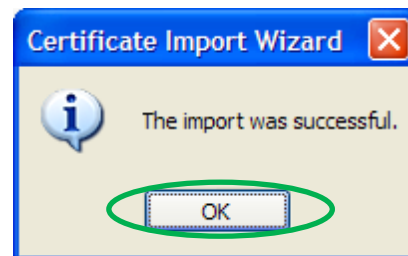 Certificate Import Wizard
The import was successful.
OK